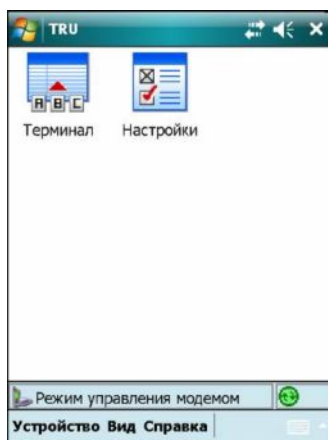 TRU
A B C
Терминал Настройки
Режим управления модемом
Устройство Вид Справка